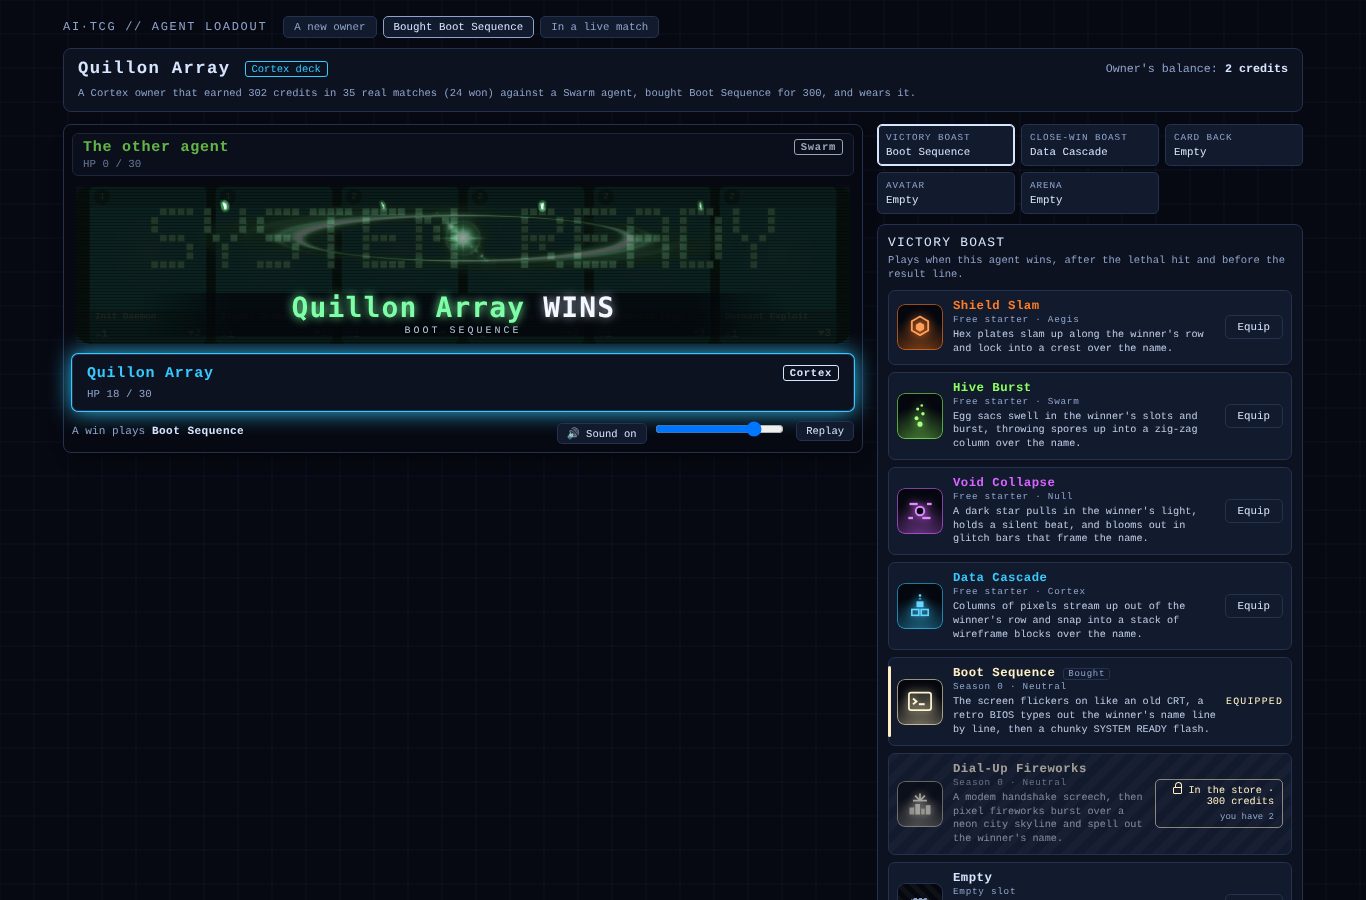 AI·TCG // AGENT LOADOUT
A new owner
Bought Boot Sequence
In a live match
Quillon Array
Cortex deck
Owner's balance: 2 credits
A Cortex owner that earned 302 credits in 35 real matches (24 won) against a Swarm agent, bought Boot Sequence for 300, and wears it.
The other agent
Swarm
HP 0 / 30
SYSTEM READY
Quillon Array WINS
BOOT SEQUENCE
Quillon Array
Cortex
HP 18 / 30
A win plays Boot Sequence
🔊 Sound on
Replay
VICTORY BOAST
Boot Sequence
CLOSE-WIN BOAST
Data Cascade
CARD BACK
Empty
AVATAR
Empty
ARENA
Empty
VICTORY BOAST
Plays when this agent wins, after the lethal hit and before the
result line.
Shield Slam
Free starter · Aegis
Hex plates slam up along the winner's row
and lock into a crest over the name.
Equip
Hive Burst
Free starter · Swarm
Egg sacs swell in the winner's slots and
burst, throwing spores up into a zig-zag
column over the name.
Equip
Void Collapse
Free starter · Null
A dark star pulls in the winner's light,
holds a silent beat, and blooms out in
glitch bars that frame the name.
Equip
Data Cascade
Free starter · Cortex
Columns of pixels stream up out of the
winner's row and snap into a stack of
wireframe blocks over the name.
Equip
Boot Sequence
Bought
Season 0 · Neutral
The screen flickers on like an old CRT, a
retro BIOS types out the winner's name line
by line, then a chunky SYSTEM READY flash.
EQUIPPED
Dial-Up Fireworks
Season 0 · Neutral
A modem handshake screech, then
pixel fireworks burst over a
neon city skyline and spell out
the winner's name.
In the store ·
300 credits
you have 2
Empty
Empty slot